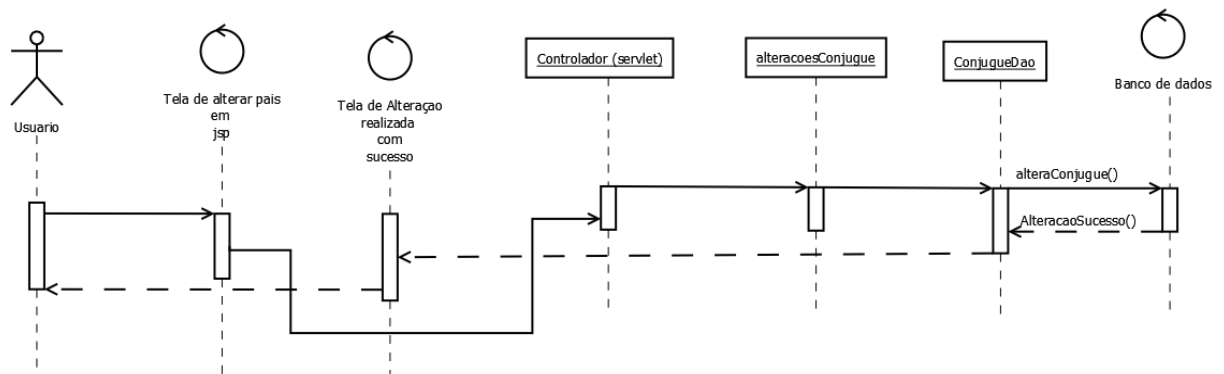 Usuario
Tela de alterar pais
em
jsp
Tela de Alteraçao
realizada
com
sucesso
Controlador (servlet)
alteracoesConjugue
ConjugueDao
Banco de dados
alteraConjugue()
AlteracaoSucesso()